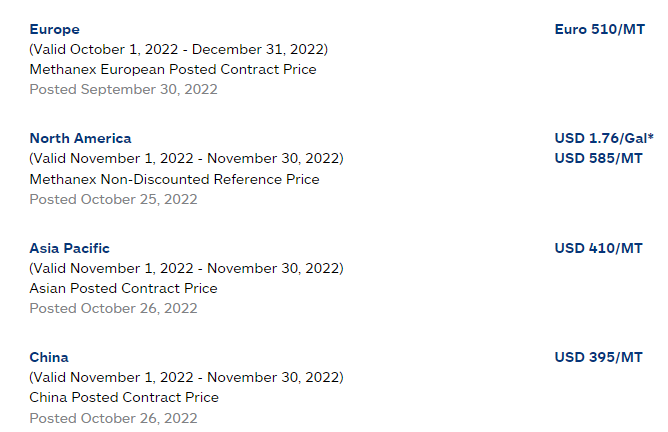 Europe Euro 510/MT
(Valid October 1, 2022 - December 31, 2022)
Methanex European Posted Contract Price
Posted September 30, 2022
North America USD 1.76/Gal*
(Valid November 1, 2022 - November 30, 2022) USD 585/MT
Methanex Non-Discounted Reference Price
Posted October 25, 2022
Asia Pacific USD 410/MT
(Valid November 1, 2022 - November 30, 2022)
Asian Posted Contract Price
Posted October 26, 2022
China USD 395/MT
(Valid November 1, 2022 - November 30, 2022)
China Posted Contract Price
Posted October 26, 2022